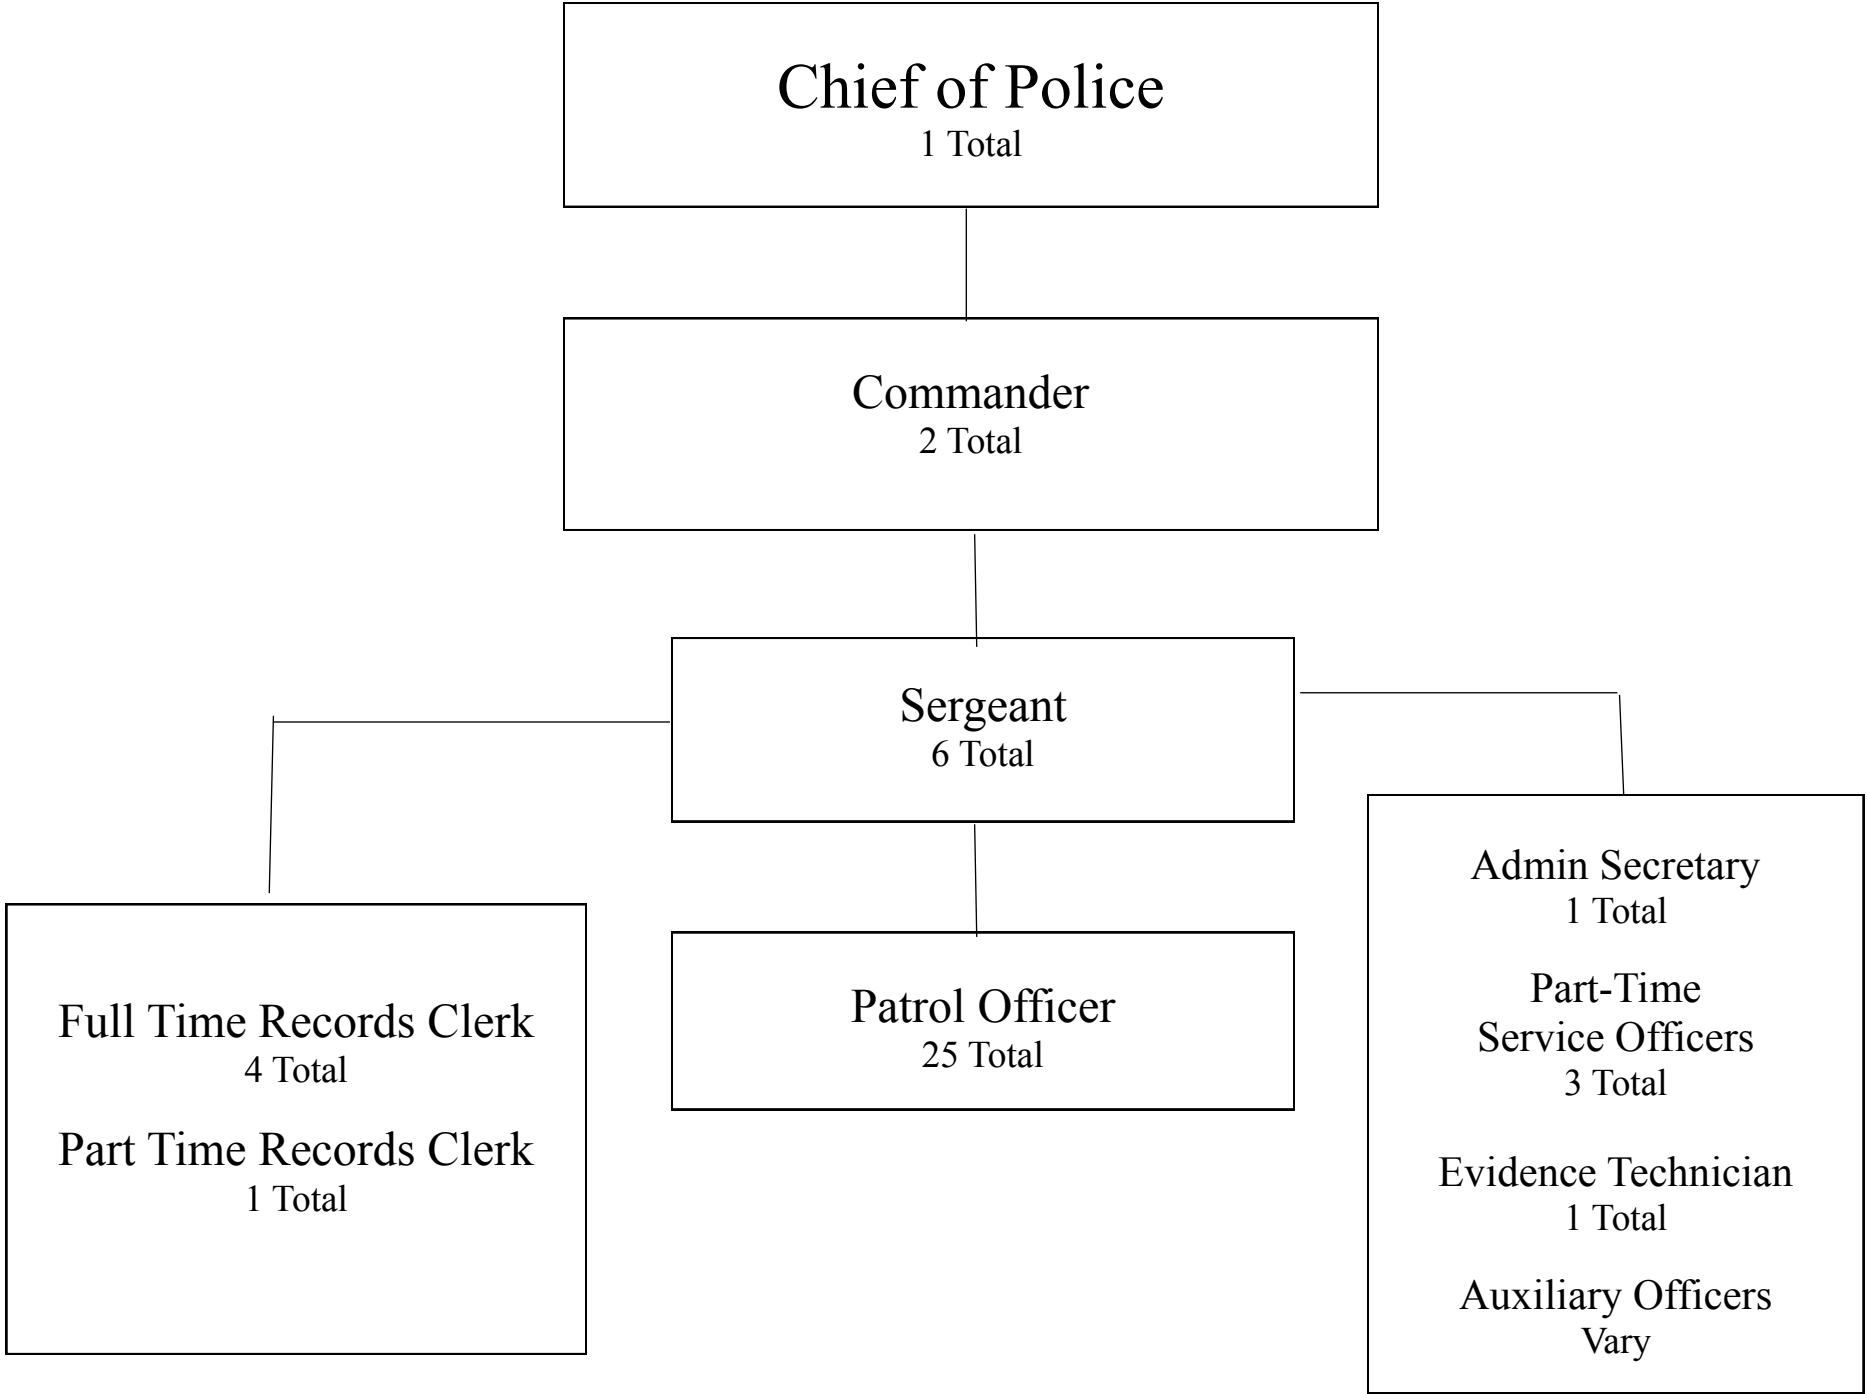 Chief of Police
1 Total
Commander
2 Total
Sergeant
6 Total
Full Time Records Clerk
4 Total
Part Time Records Clerk
1 Total
Patrol Officer
25 Total
Admin Secretary
1 Total
Part-Time
Service Officers
3 Total
Evidence Technician
1 Total
Auxiliary Officers
Vary